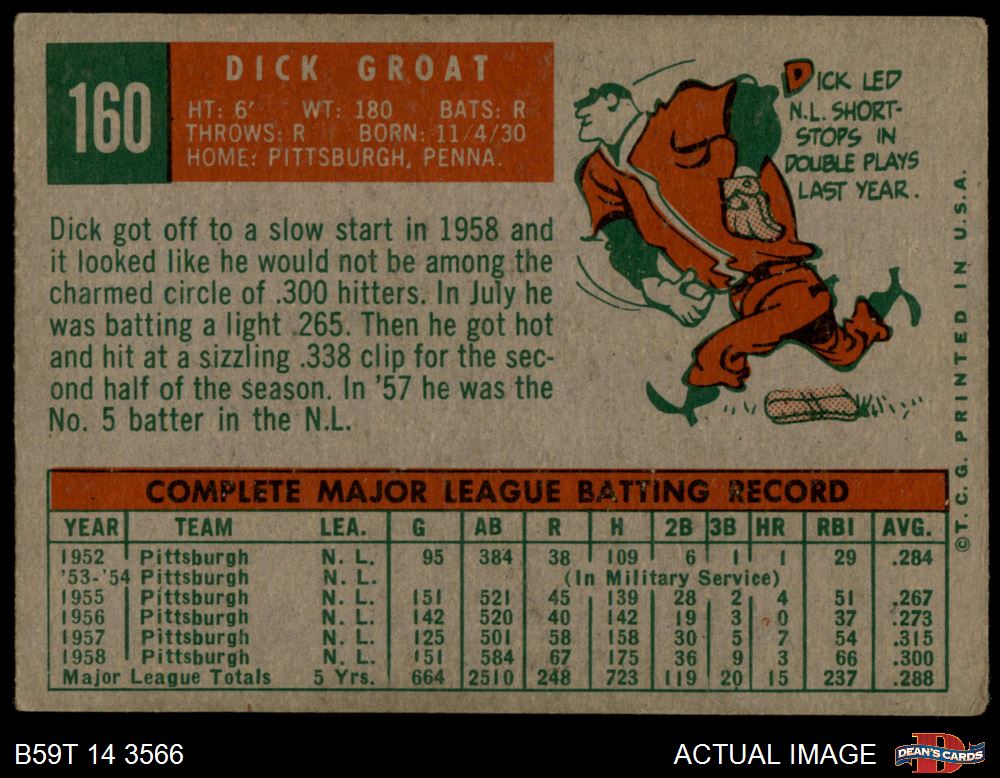 160
DICK GROAT
HT: 6' WT: 180 BATS: R
THROWS: R BORN: 11/4/30
HOME: PITTSBURGH, PENNA.
DICK LED
N.L. SHORT-
STOPS IN
DOUBLE PLAYS
LAST YEAR.
Dick got off to a slow start in 1958 and
it looked like he would not be among the
charmed circle of .300 hitters. In July he
was batting a light .265. Then he got hot
and hit at a sizzling .338 clip for the sec-
ond half of the season. In '57 he was the
No. 5 batter in the N.L.
©T.C.G. PRINTED IN U.S.A.
COMPLETE MAJOR LEAGUE BATTING RECORD
YEAR TEAM LEA. G AB R H 2B 3B HR RBI AVG.
1952 Pittsburgh N. L. 95 384 38 109 6 1 1 29 .284
'53-'54 Pittsburgh N. L. (In Military Service)
1955 Pittsburgh N. L. 151 521 45 139 28 2 4 51 .267
1956 Pittsburgh N. L. 142 520 40 142 19 3 0 37 .273
1957 Pittsburgh N. L. 125 501 58 158 30 5 7 54 .315
1958 Pittsburgh N. L. 151 584 67 175 36 9 3 66 .300
Major League Totals 5 Yrs. 664 2510 248 723 119 20 15 237 .288
B59T 14 3566
ACTUAL IMAGE
DEAN'S CARDS